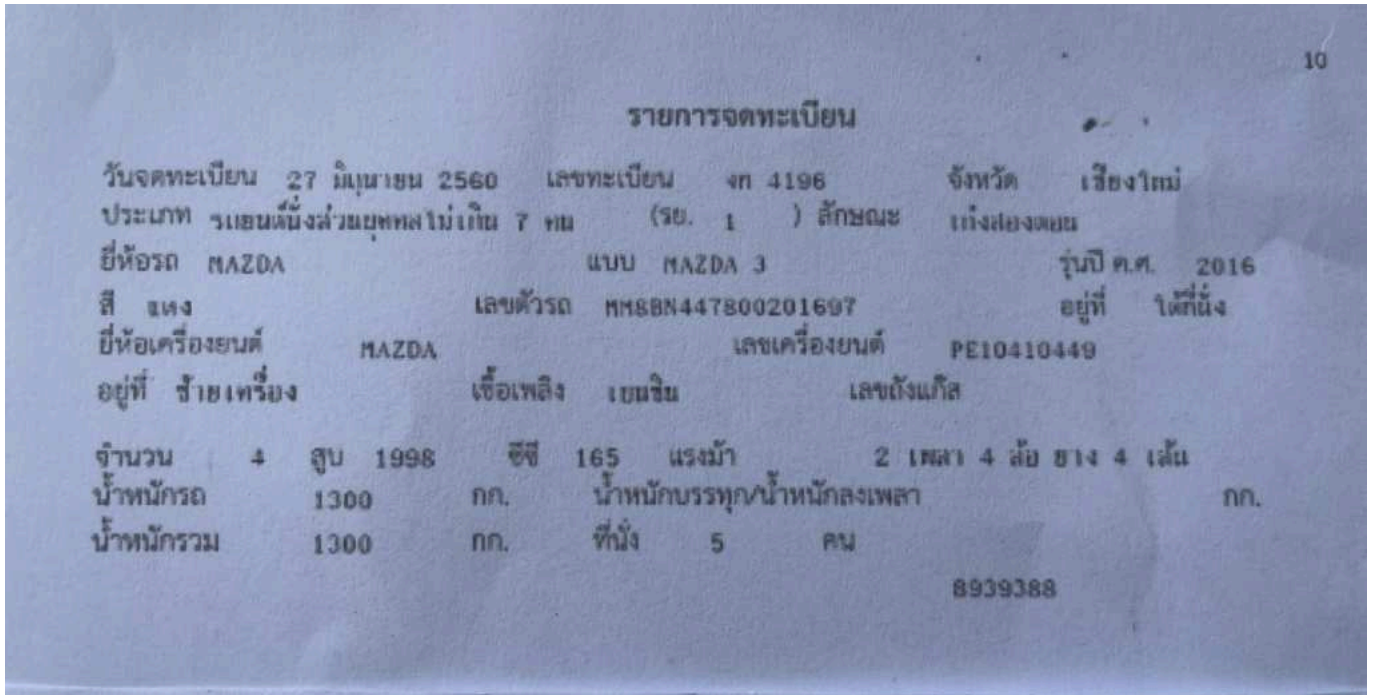 10
รายการจดทะเบียน
วันจดทะเบียน 27 มิถุนายน 2560 เลขทะเบียน งก 4196 จังหวัด เชียงใหม่
ประเภท รถยนต์นั่งส่วนบุคคลไม่เกิน 7 คน (รย. 1 ) ลักษณะ เก๋งสองตอน
ยี่ห้อรถ MAZDA แบบ MAZDA 3 รุ่นปี ค.ศ. 2016
สี แดง เลขตัวรถ MM8BN447800201697 อยู่ที่ ใต้ที่นั่ง
ยี่ห้อเครื่องยนต์ MAZDA เลขเครื่องยนต์ PE10410449
อยู่ที่ ซ้ายเครื่อง เชื้อเพลิง เบนซิน เลขถังแก๊ส
จำนวน 4 สูบ 1998 ซีซี 165 แรงม้า 2 เพลา 4 ล้อ ยาง 4 เส้น
น้ำหนักรถ 1300 กก. น้ำหนักบรรทุก/น้ำหนักลงเพลา กก.
น้ำหนักรวม 1300 กก. ที่นั่ง 5 คน
8939388